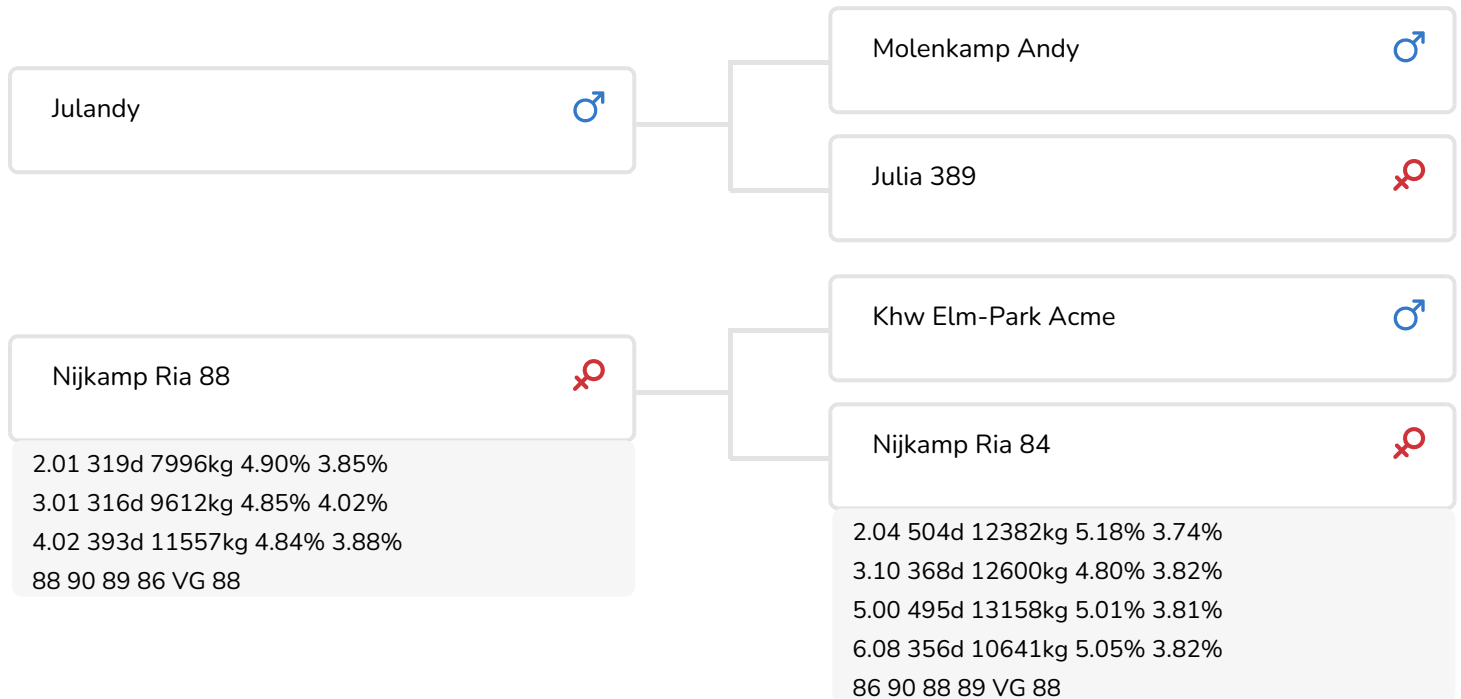 Julandy
Molenkamp Andy
Julia 389
Nijkamp Ria 88
2.01 319d 7996kg 4.90% 3.85%
3.01 316d 9612kg 4.85% 4.02%
4.02 393d 11557kg 4.84% 3.88%
88 90 89 86 VG 88
Khw Elm-Park Acme
Nijkamp Ria 84
2.04 504d 12382kg 5.18% 3.74%
3.10 368d 12600kg 4.80% 3.82%
5.00 495d 13158kg 5.01% 3.81%
6.08 356d 10641kg 5.05% 3.82%
86 90 88 89 VG 88